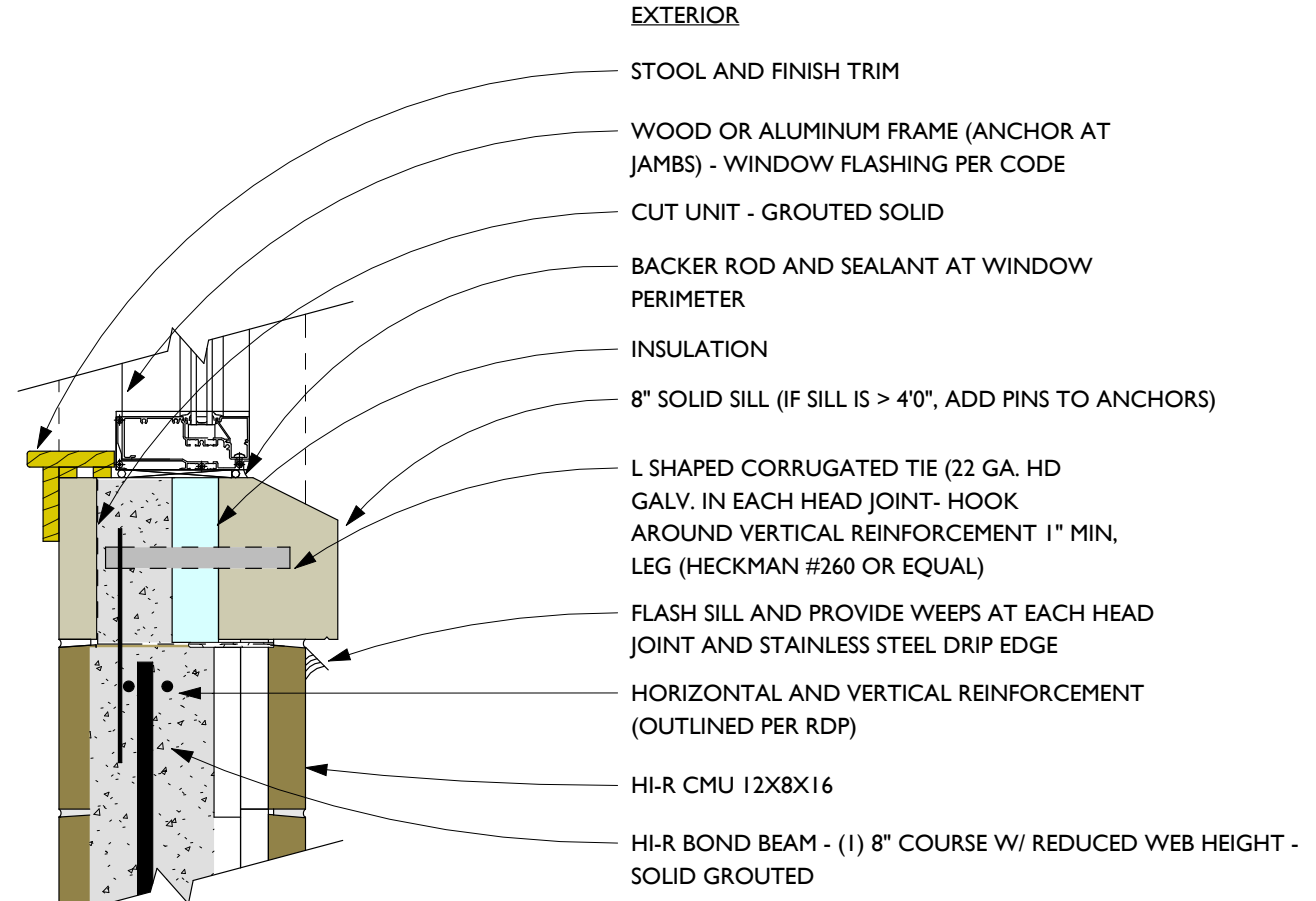 EXTERIOR
STOOL AND FINISH TRIM
WOOD OR ALUMINUM FRAME (ANCHOR AT
JAMBS) - WINDOW FLASHING PER CODE
CUT UNIT - GROUTED SOLID
BACKER ROD AND SEALANT AT WINDOW
PERIMETER
INSULATION
8" SOLID SILL (IF SILL IS > 4'0", ADD PINS TO ANCHORS)
L SHAPED CORRUGATED TIE (22 GA. HD
GALV. IN EACH HEAD JOINT- HOOK
AROUND VERTICAL REINFORCEMENT 1" MIN,
LEG (HECKMAN #260 OR EQUAL)
FLASH SILL AND PROVIDE WEEPS AT EACH HEAD
JOINT AND STAINLESS STEEL DRIP EDGE
HORIZONTAL AND VERTICAL REINFORCEMENT
(OUTLINED PER RDP)
HI-R CMU 12X8X16
HI-R BOND BEAM - (1) 8" COURSE W/ REDUCED WEB HEIGHT -
SOLID GROUTED